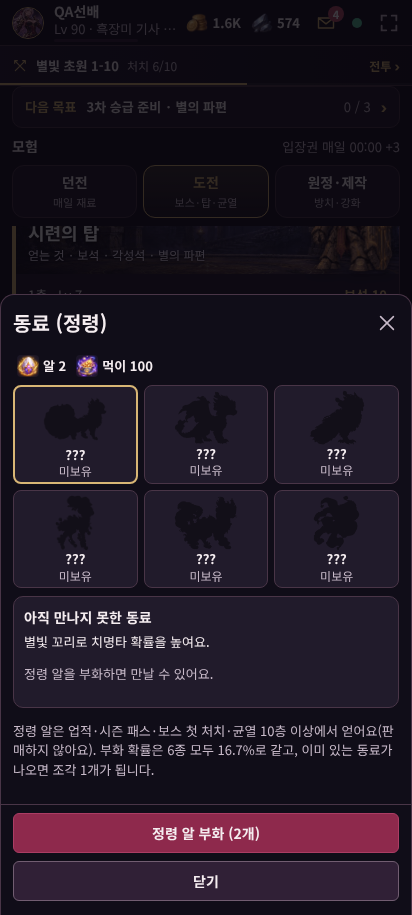 QA선배
Lv 90 · 흑장미 기사 ···
1.6K
574
4
별빛 초원 1-10 처치 6/10
전투 ›
다음 목표 3차 승급 준비 · 별의 파편
0 / 3 ›
모험
입장권 매일 00:00 +3
던전
매일 재료
도전
보스·탑·균열
원정·제작
방치·강화
시련의 탑
얻는 것 · 보석 · 각성석 · 별의 파편
동료 (정령)
알 2
먹이 100
???
미보유
???
미보유
???
미보유
???
미보유
???
미보유
???
미보유
아직 만나지 못한 동료
별빛 꼬리로 치명타 확률을 높여요.
정령 알을 부화하면 만날 수 있어요.
정령 알은 업적·시즌 패스·보스 첫 처치·균열 10층 이상에서 얻어요(판
매하지 않아요). 부화 확률은 6종 모두 16.7%로 같고, 이미 있는 동료가
나오면 조각 1개가 됩니다.
정령 알 부화 (2개)
닫기